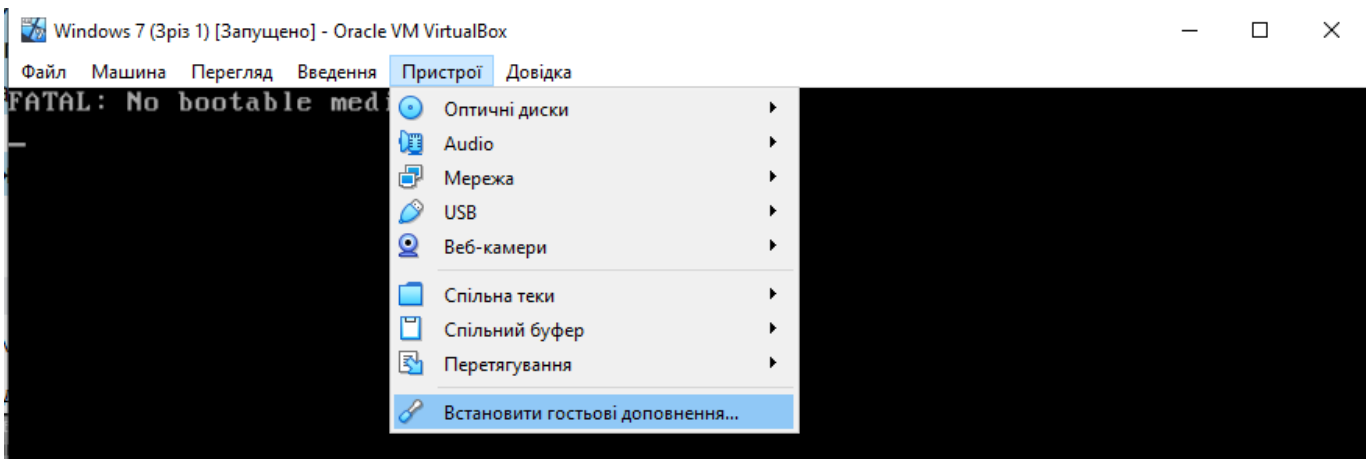 Windows 7 (Зріз 1) [Запущено] - Oracle VM VirtualBox
Файл Машина Перегляд Введення Пристрої Довідка
FATAL: No bootable medi
Оптичні диски
Audio
Мережа
USB
Веб-камери
Спільна теки
Спільний буфер
Перетягування
Встановити гостьові доповнення...